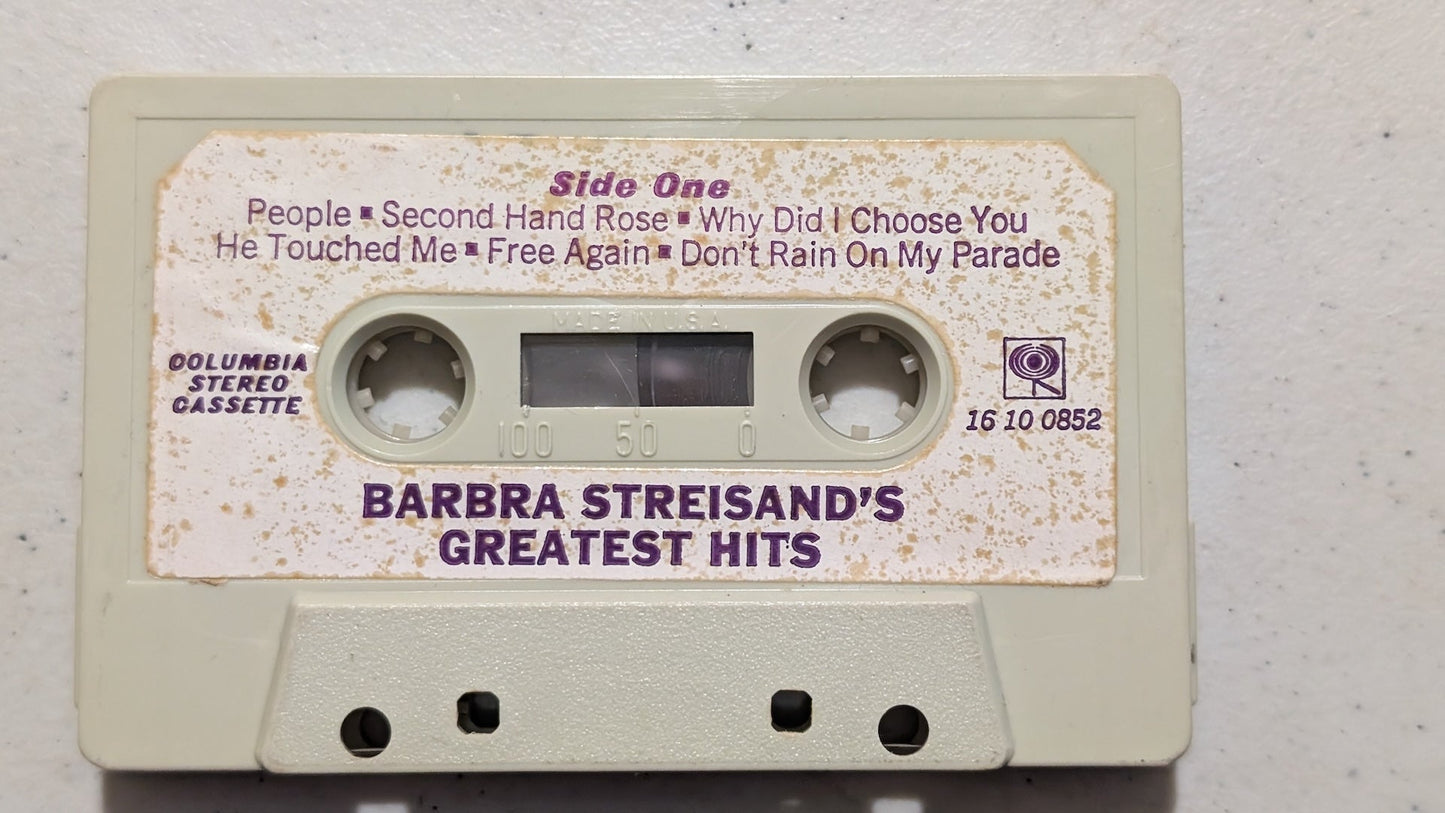 Side One
People ▪ Second Hand Rose ▪ Why Did I Choose You
He Touched Me ▪ Free Again ▪ Don't Rain On My Parade
MADE IN U.S.A.
COLUMBIA
STEREO
CASSETTE
100 50 0
16 10 0852
BARBRA STREISAND'S
GREATEST HITS